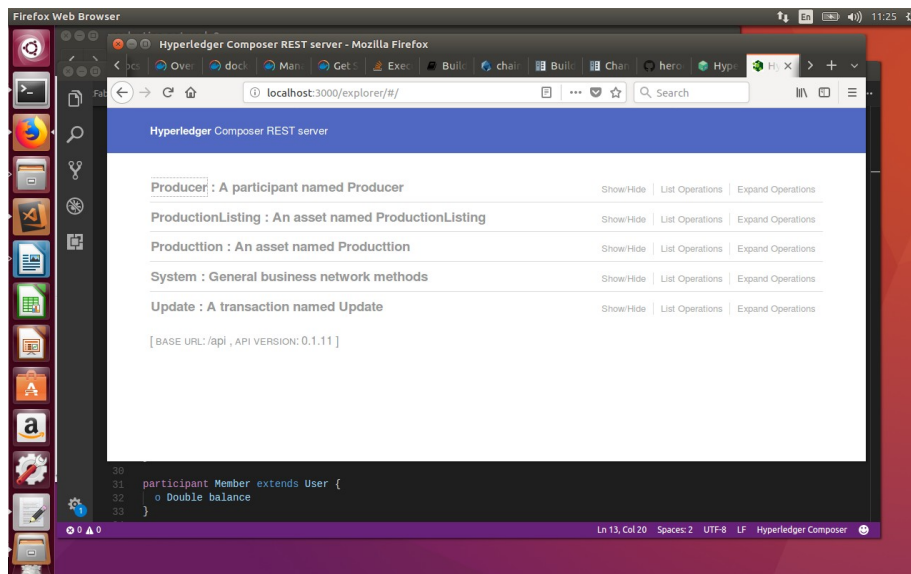 Firefox Web Browser
En
11:25
Hyperledger Composer REST server - Mozilla Firefox
Over
dock
Man
Get S
Exec
Build
chain
Build
Chan
hero
Hype
Hy
localhost:3000/explorer/#/
Search
Hyperledger Composer REST server
Producer : A participant named Producer
Show/Hide List Operations Expand Operations
ProductionListing : An asset named ProductionListing
Show/Hide List Operations Expand Operations
Producttion : An asset named Producttion
Show/Hide List Operations Expand Operations
System : General business network methods
Show/Hide List Operations Expand Operations
Update : A transaction named Update
Show/Hide List Operations Expand Operations
[ BASE URL: /api , API VERSION: 0.1.11 ]
30
31 participant Member extends User {
32 o Double balance
33 }
0 0
Ln 13, Col 20 Spaces: 2 UTF-8 LF Hyperledger Composer